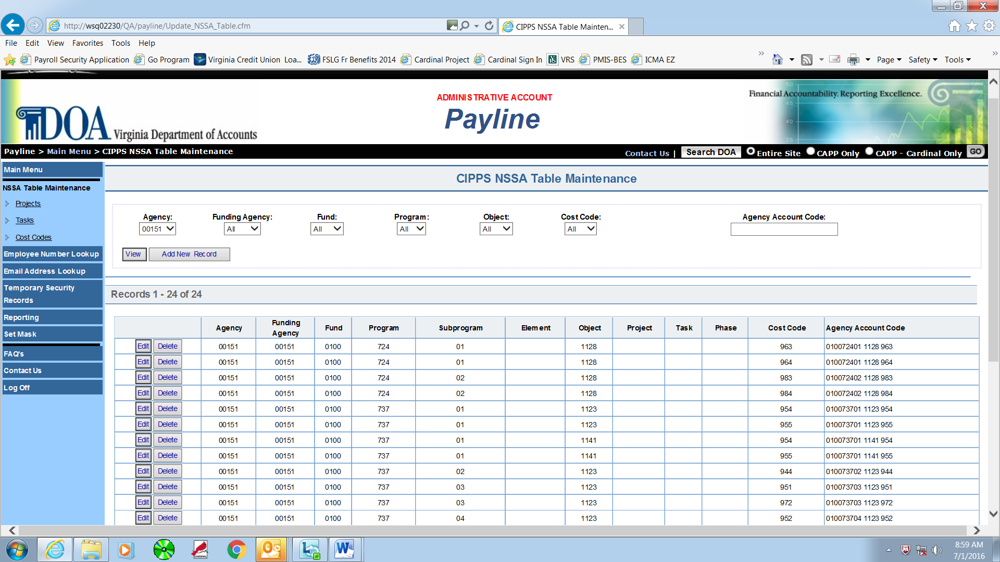 http://wsq02230/QA/payline/Update_NSSA_Table.cfm
CIPPS NSSA Table Mainten...
File Edit View Favorites Tools Help
Payroll Security Application Go Program Virginia Credit Union Loa... FSLG Fr Benefits 2014 Cardinal Project Cardinal Sign In VRS PMIS-BES ICMA EZ Page Safety Tools
DOA Virginia Department of Accounts
ADMINISTRATIVE ACCOUNT
Payline
Financial Accountability. Reporting Excellence.
50
45
40
35
Payline > Main Menu > CIPPS NSSA Table Maintenance
Contact Us | Search DOA Entire Site CAPP Only CAPP - Cardinal Only GO
Main Menu
NSSA Table Maintenance
Projects
Tasks
Cost Codes
Employee Number Lookup
Email Address Lookup
Temporary Security
Records
Reporting
Set Mask
FAQ's
Contact Us
Log Off
CIPPS NSSA Table Maintenance
Agency: Funding Agency: Fund: Program: Object: Cost Code: Agency Account Code:
00151 All All All All All
View Add New Record
Records 1 - 24 of 24
Agency Funding Agency Fund Program Subprogram Element Object Project Task Phase Cost Code Agency Account Code
Edit Delete 00151 00151 0100 724 01 1128 963 010072401 1128 963
Edit Delete 00151 00151 0100 724 01 1128 964 010072401 1128 964
Edit Delete 00151 00151 0100 724 02 1128 983 010072402 1128 983
Edit Delete 00151 00151 0100 724 02 1128 984 010072402 1128 984
Edit Delete 00151 00151 0100 737 01 1123 954 010073701 1123 954
Edit Delete 00151 00151 0100 737 01 1123 955 010073701 1123 955
Edit Delete 00151 00151 0100 737 01 1141 954 010073701 1141 954
Edit Delete 00151 00151 0100 737 01 1141 955 010073701 1141 955
Edit Delete 00151 00151 0100 737 02 1123 944 010073702 1123 944
Edit Delete 00151 00151 0100 737 03 1123 951 010073703 1123 951
Edit Delete 00151 00151 0100 737 03 1123 972 010073703 1123 972
Edit Delete 00151 00151 0100 737 04 1123 952 010073704 1123 952
CARDINAL
8:59 AM
7/1/2016